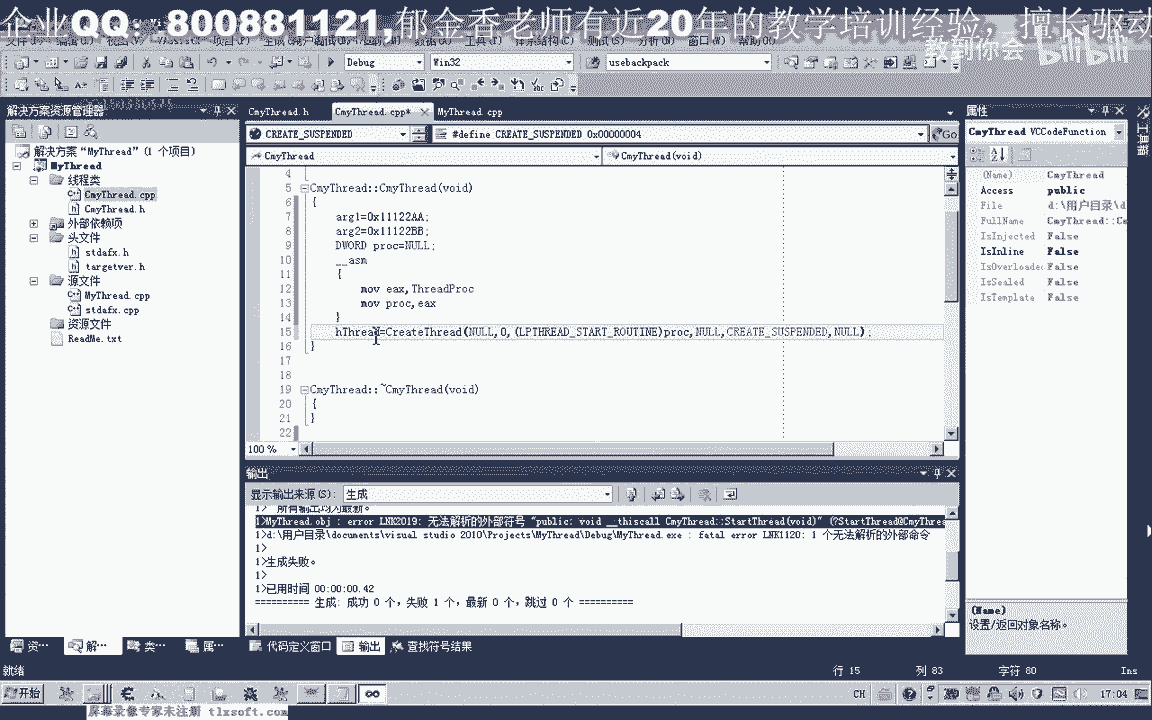 企业QQ：800881121,郁金香老师有近20年的教学培训经验，擅长驱动
教到你会 bilibili
Debug Win32 usebackpack
解决方案资源管理器
CmyThread.h CmyThread.cpp* MyThread.cpp
属性
工具箱
CREATE_SUSPENDED #define CREATE_SUSPENDED 0x00000004 Go
CmyThread VCCodeFunction
CmyThread CmyThread(void)
解决方案“MyThread”(1 个项目)
MyThread
线程类
CmyThread.cpp
CmyThread.h
外部依赖项
头文件
stdafx.h
targetver.h
源文件
MyThread.cpp
stdafx.cpp
资源文件
ReadMe.txt
4
5 CmyThread::CmyThread(void)
6 {
7 arg1=0x11122AA;
8 arg2=0x11122BB;
9 DWORD proc=NULL;
10 __asm
11 {
12 mov eax,ThreadProc
13 mov proc,eax
14 }
15 hThread=CreateThread(NULL,0,(LPTHREAD_START_ROUTINE)proc,NULL,CREATE_SUSPENDED,NULL);
16 }
17
18
19 CmyThread::~CmyThread(void)
20 {
21 }
22
100 %
(Name) CmyThread
Access public
File d:\用户目录\d
FullName CmyThread::Cm
IsInjected False
IsInline False
IsOverloaded False
IsSealed False
IsTemplate False
(Name)
设置/返回对象名称。
输出
显示输出来源(S): 生成
1> 所有输出均为最新。
1>MyThread.obj : error LNK2019: 无法解析的外部符号 "public: void __thiscall CmyThread::StartThread(void)" (?StartThread@CmyThrea
1>d:\用户目录\documents\visual studio 2010\Projects\MyThread\Debug\MyThread.exe : fatal error LNK1120: 1 个无法解析的外部命令
1>
1>生成失败。
1>
1>已用时间 00:00:00.42
========== 生成: 成功 0 个，失败 1 个，最新 0 个，跳过 0 个 ==========
资… 解… 类… 属… 代码定义窗口 输出 查找符号结果
就绪 行 15 列 83 字符 80 Ins
开始 CH 17:04
屏幕录像专家未注册 tlxsoft.com